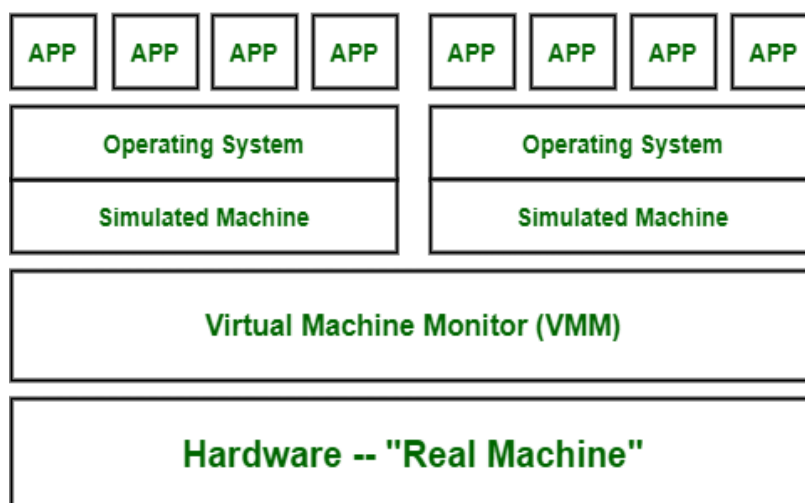 APP APP APP APP APP APP APP APP
Operating System Operating System
Simulated Machine Simulated Machine
Virtual Machine Monitor (VMM)
Hardware -- "Real Machine"